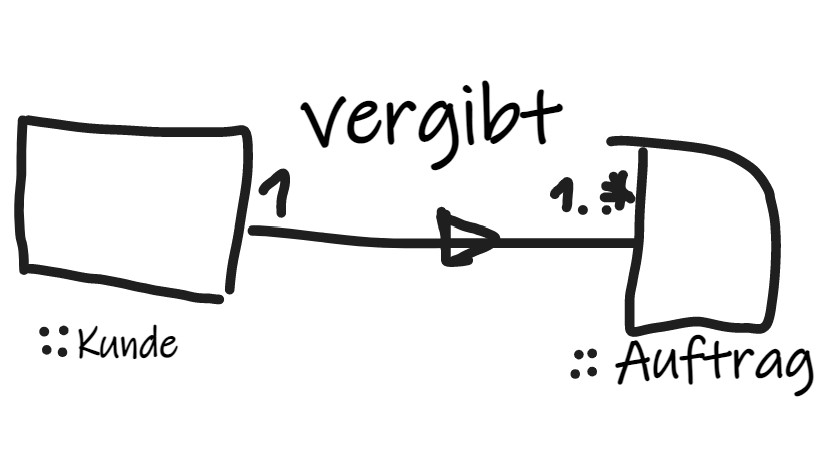 vergibt
1
1..*
:: Kunde
:: Auftrag